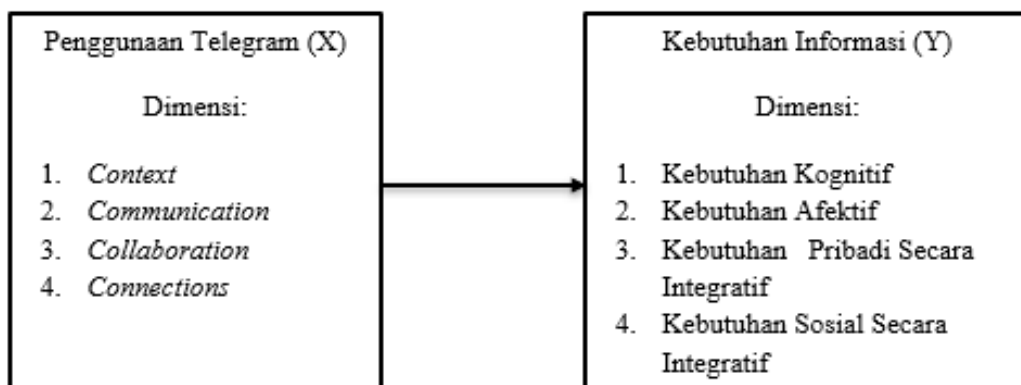 Penggunaan Telegram (X)
Dimensi:
1. Context
2. Communication
3. Collaboration
4. Connections
Kebutuhan Informasi (Y)
Dimensi:
1. Kebutuhan Kognitif
2. Kebutuhan Afektif
3. Kebutuhan Pribadi Secara
Integratif
4. Kebutuhan Sosial Secara
Integratif